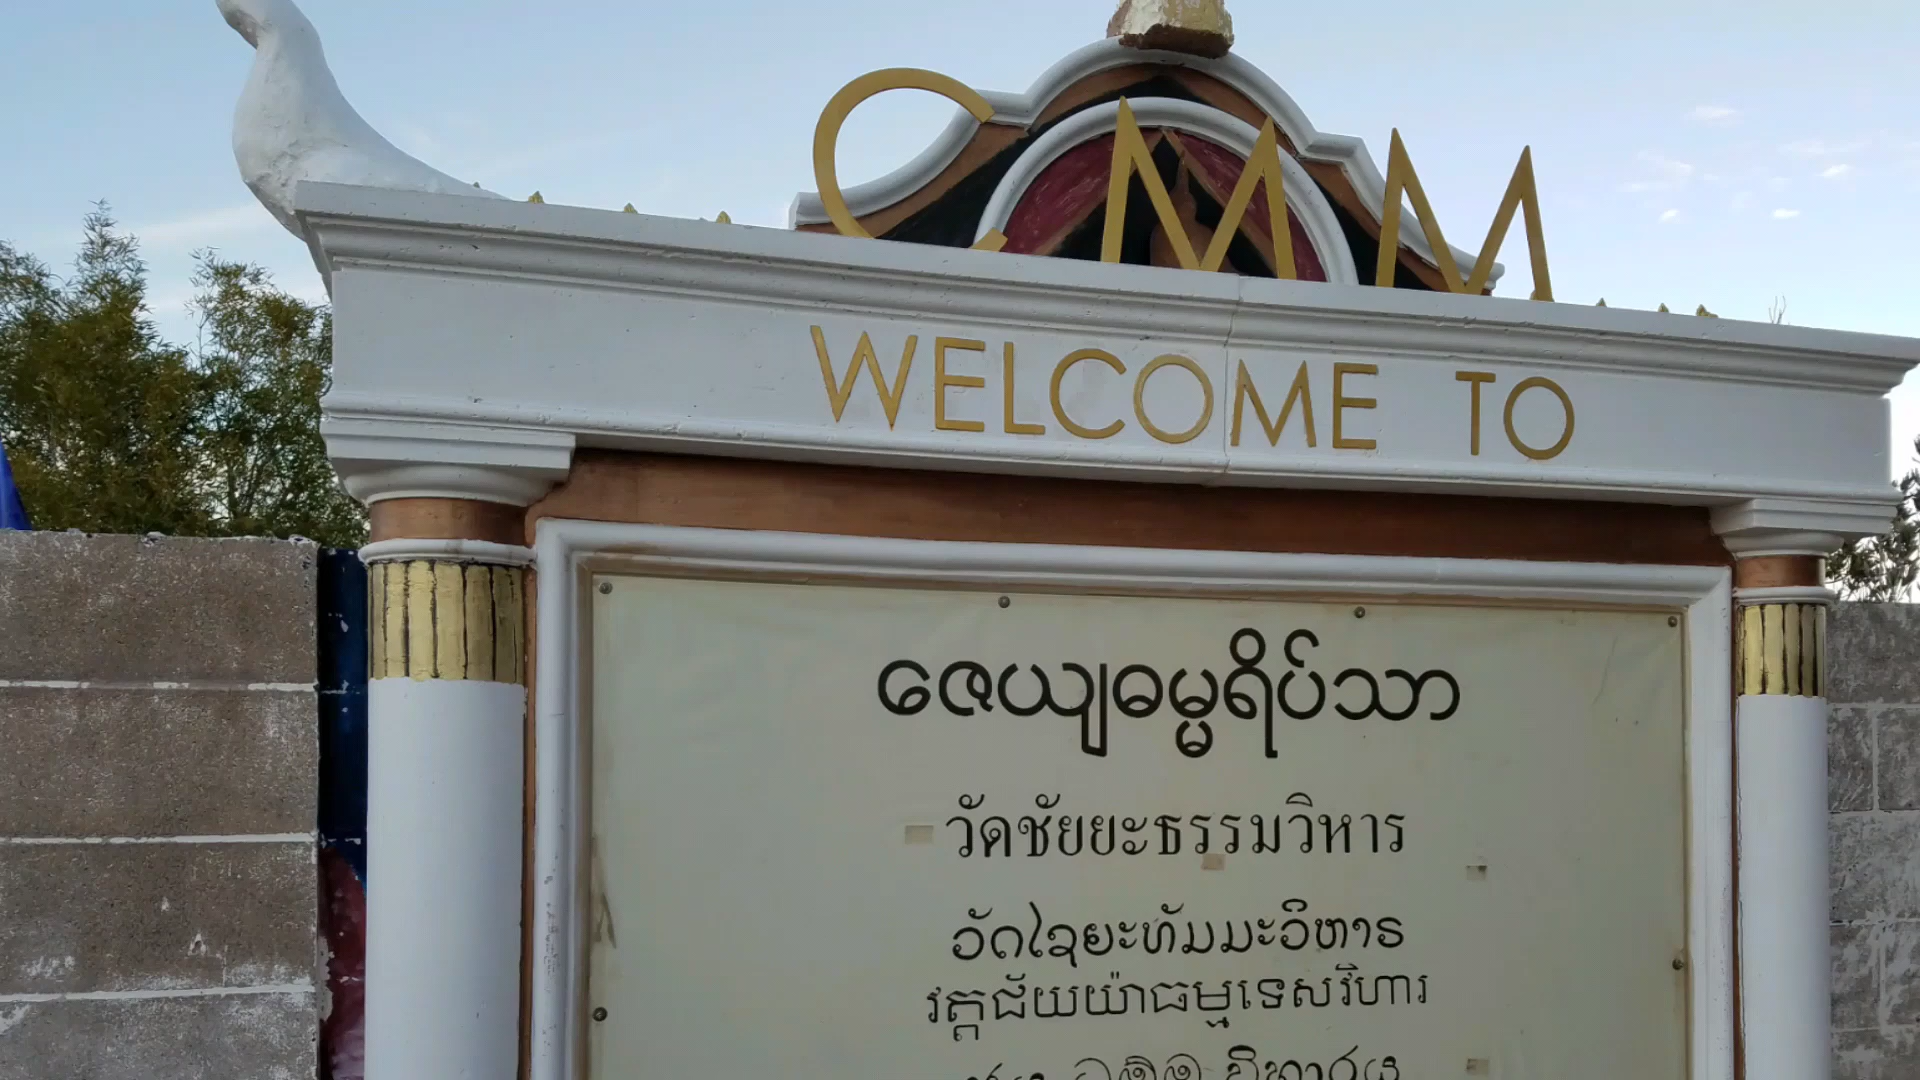 CMM
WELCOME TO
ဇေယျဓမ္မရိပ်သာ
วัดชัยยะธรรมวิหาร
ວັດໄຊຍະທັມມະວິຫາຣ
វត្តជ័យយ៉ាធម្មទេសវិហារ